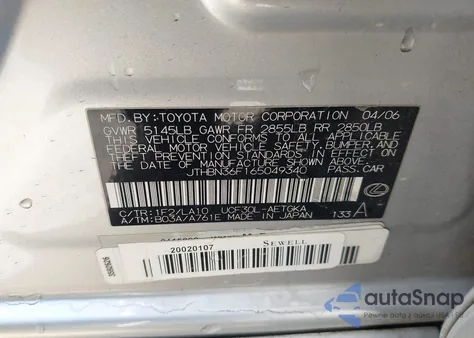 MFD.BY:TOYOTA MOTOR CORPORATION 04/06
GVWR 5145LB GAWR FR 2855LB RR 2850LB
THIS VEHICLE CONFORMS TO ALL APPLICABLE
FEDERAL MOTOR VEHICLE SAFETY, BUMPER, AND
THEFT PREVENTION STANDARDS IN EFFECT ON
THE DATE OF MANUFACTURE SHOWN ABOVE.
JTHBN36F165049340 PASS.CAR
C/TR:1F2/LA10 UCF30L-AETGKA
A/TM:B03A/A761E MADE IN JAPAN 133 A
20020107 SEWELL
autoSnap